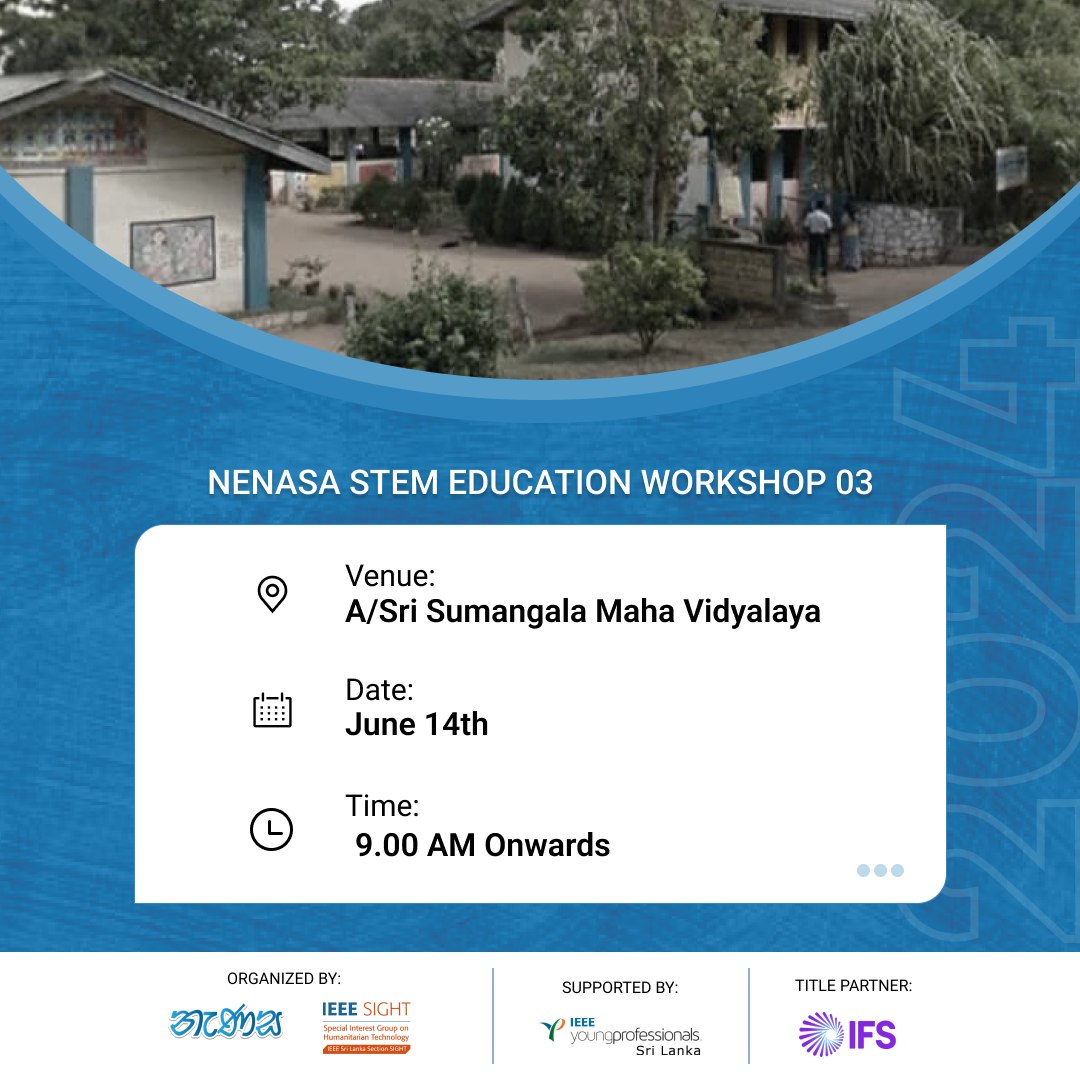 NENASA STEM EDUCATION WORKSHOP 03
Venue:
A/Sri Sumangala Maha Vidyalaya
Date:
June 14th
Time:
9.00 AM Onwards
2024
ORGANIZED BY:
නැණස
IEEE SIGHT
Special Interest Group on
Humanitarian Technology
IEEE Sri Lanka Section SIGHT
SUPPORTED BY:
IEEE
youngprofessionals.
Sri Lanka
TITLE PARTNER:
IFS